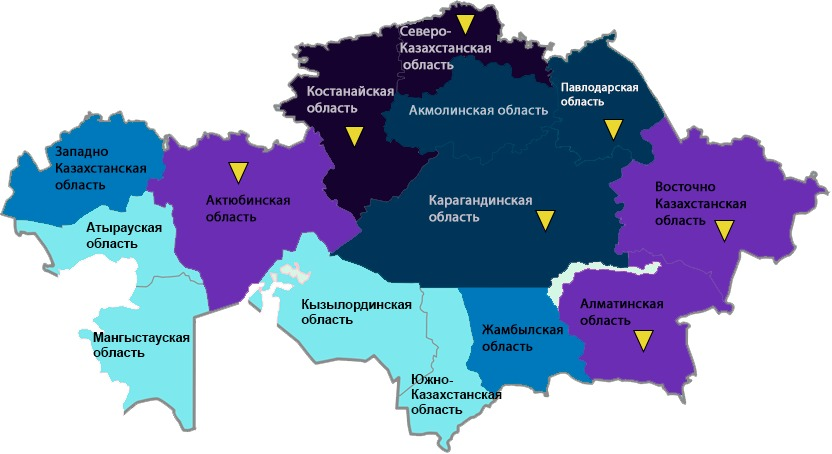 Северо-
Казахстанская
область
Костанайская
область
Акмолинская область
Павлодарская
область
Западно
Казахстанская
область
Актюбинская
область
Карагандинская
область
Восточно
Казахстанская
область
Атырауская
область
Мангыстауская
область
Кызылординская
область
Жамбылская
область
Алматинская
область
Южно-
Казахстанская
область